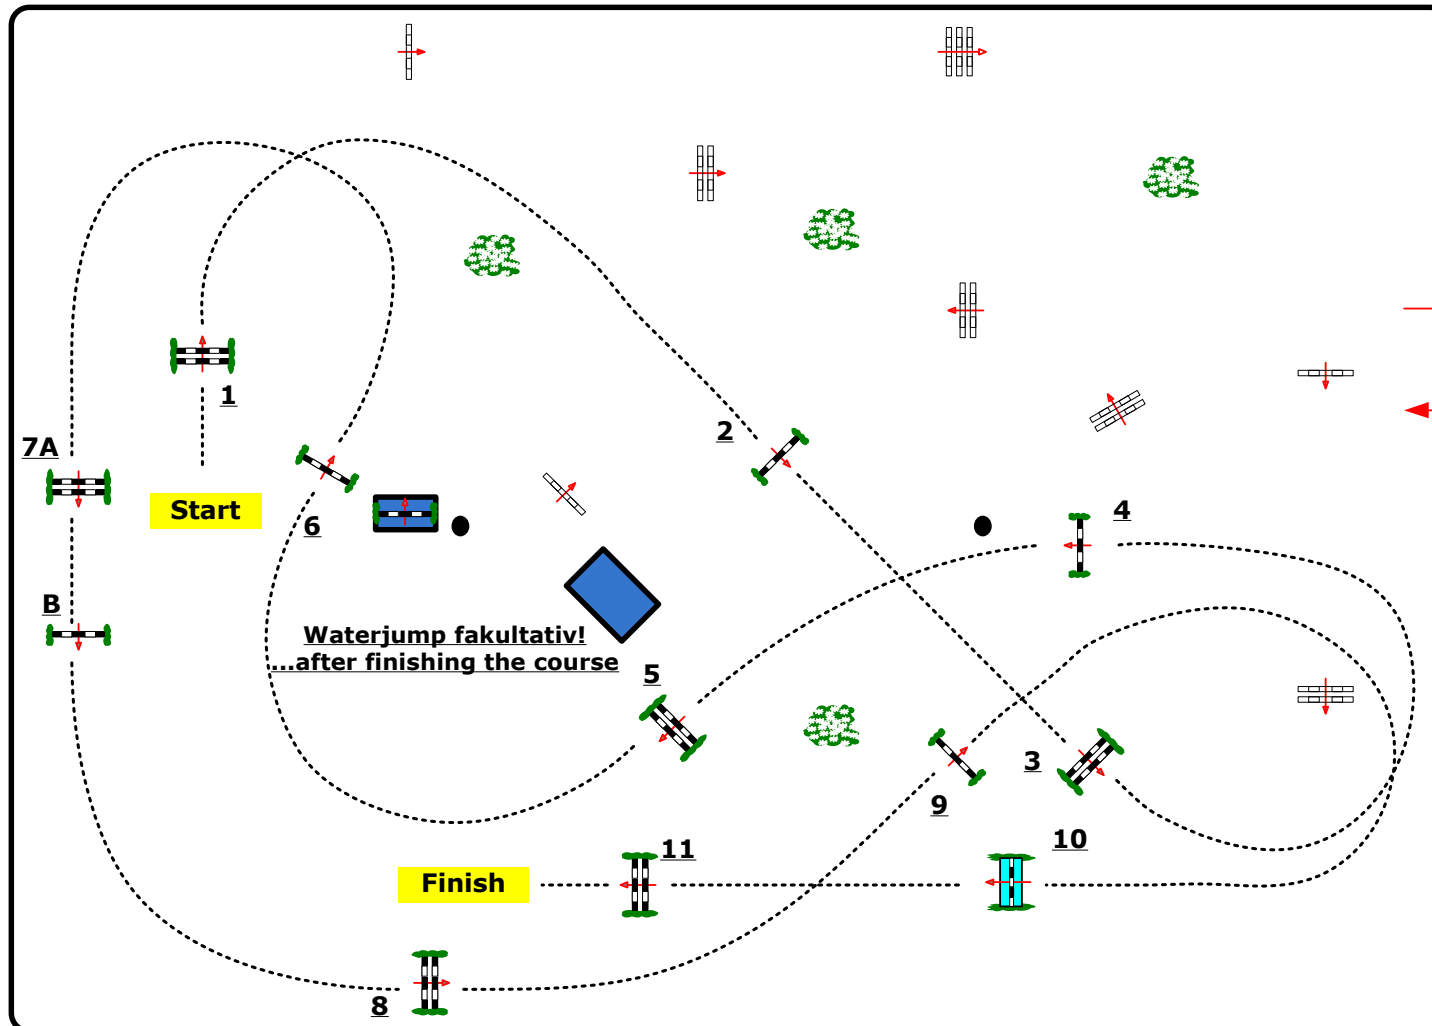 1
2
7A
4
Start
6
B
Waterjump fakultativ!
...after finishing the course
5
3
9
10
11
Finish
8